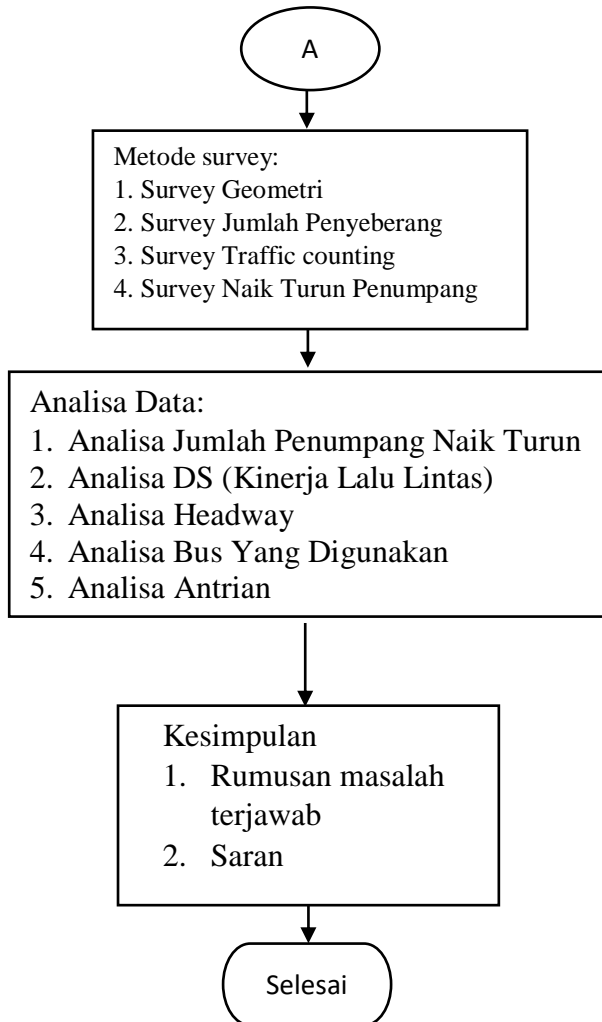 A
Metode survey:
1. Survey Geometri
2. Survey Jumlah Penyeberang
3. Survey Traffic counting
4. Survey Naik Turun Penumpang
Analisa Data:
1. Analisa Jumlah Penumpang Naik Turun
2. Analisa DS (Kinerja Lalu Lintas)
3. Analisa Headway
4. Analisa Bus Yang Digunakan
5. Analisa Antrian
Kesimpulan
1. Rumusan masalah
terjawab
2. Saran
Selesai